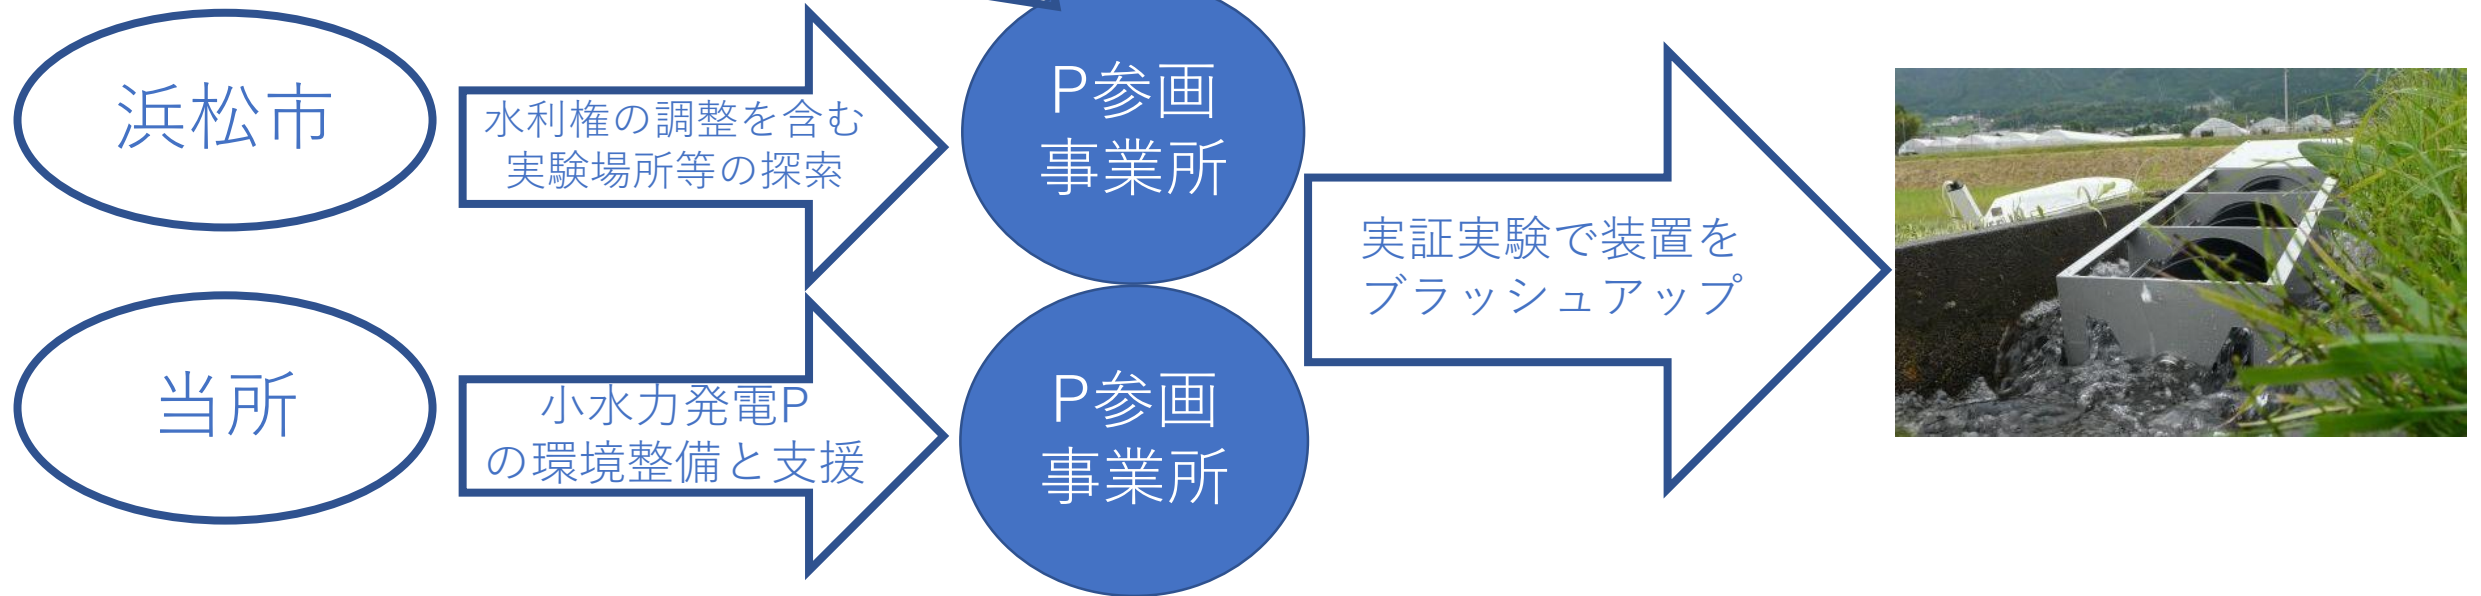 浜松市
水利権の調整を含む
実験場所等の探索
P参画
事業所
実証実験で装置を
ブラッシュアップ
当所
小水力発電P
の環境整備と支援
P参画
事業所